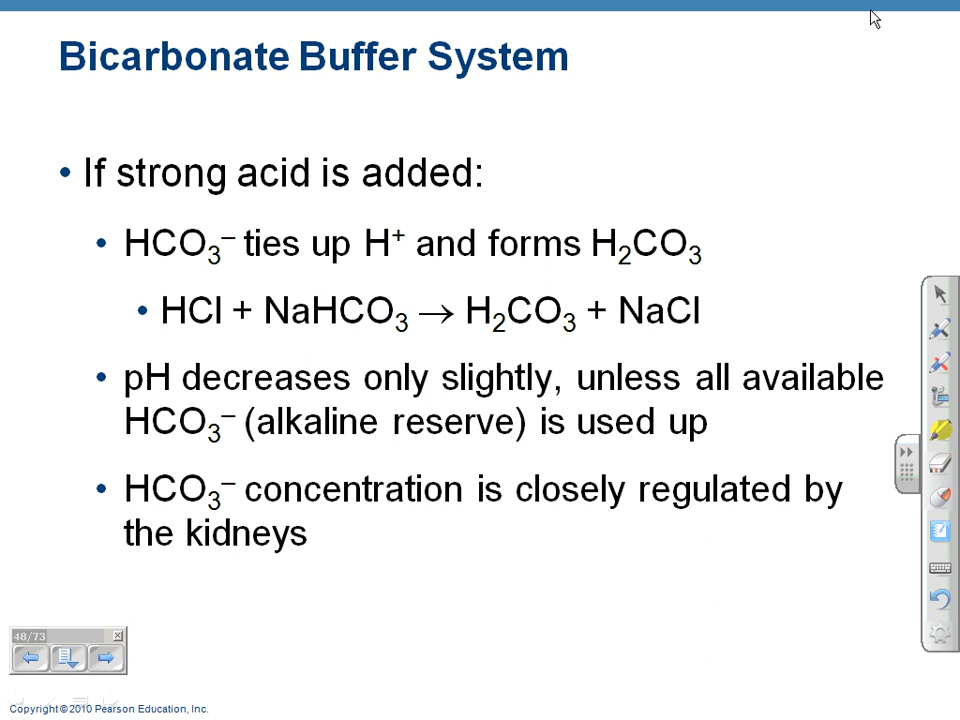 Bicarbonate Buffer System
• If strong acid is added:
• HCO₃⁻ ties up H⁺ and forms H₂CO₃
• HCl + NaHCO₃ → H₂CO₃ + NaCl
• pH decreases only slightly, unless all available
HCO₃⁻ (alkaline reserve) is used up
• HCO₃⁻ concentration is closely regulated by
the kidneys
48/73
Copyright © 2010 Pearson Education, Inc.